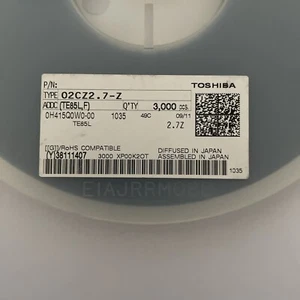 P/N:
TOSHIBA
TYPE 02CZ2.7-Z
ADDC (TE85L,F) Q'TY 3,000 pcs.
0H415Q0W0-00 1035 48C 09/11
TE85L 2.7Z
[[G]]/RoHS COMPATIBLE DIFFUSED IN JAPAN
(Y)38111407 3000 XP00K2OT ASSEMBLED IN JAPAN
EIAJRRM08B
1035